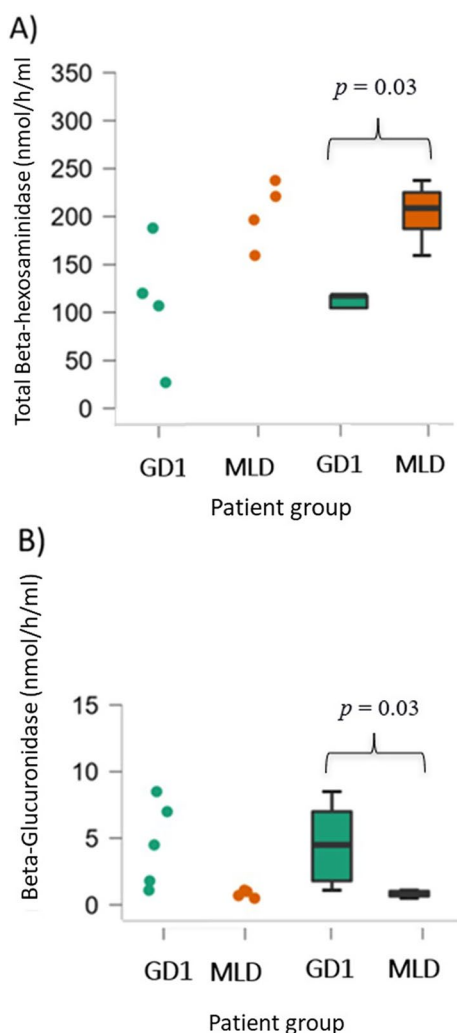 A)
Total Beta-hexosaminidase (nmol/h/ml)
350
300
250
200
150
100
50
0
p = 0.03
GD1 MLD GD1 MLD
Patient group
B)
Beta-Glucuronidase (nmol/h/ml)
15
10
5
0
p = 0.03
GD1 MLD GD1 MLD
Patient group